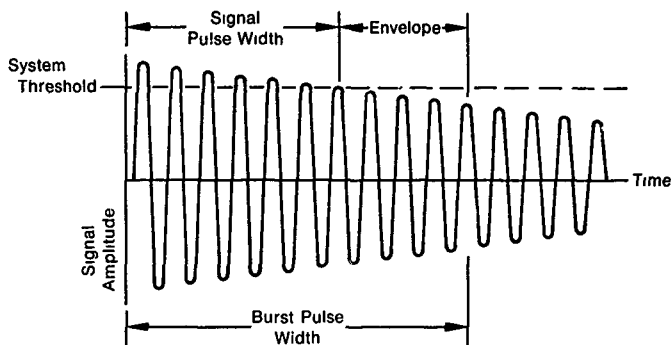 Signal
Pulse Width
Envelope
System
Threshold
Time
Signal
Amplitude
Burst Pulse
Width